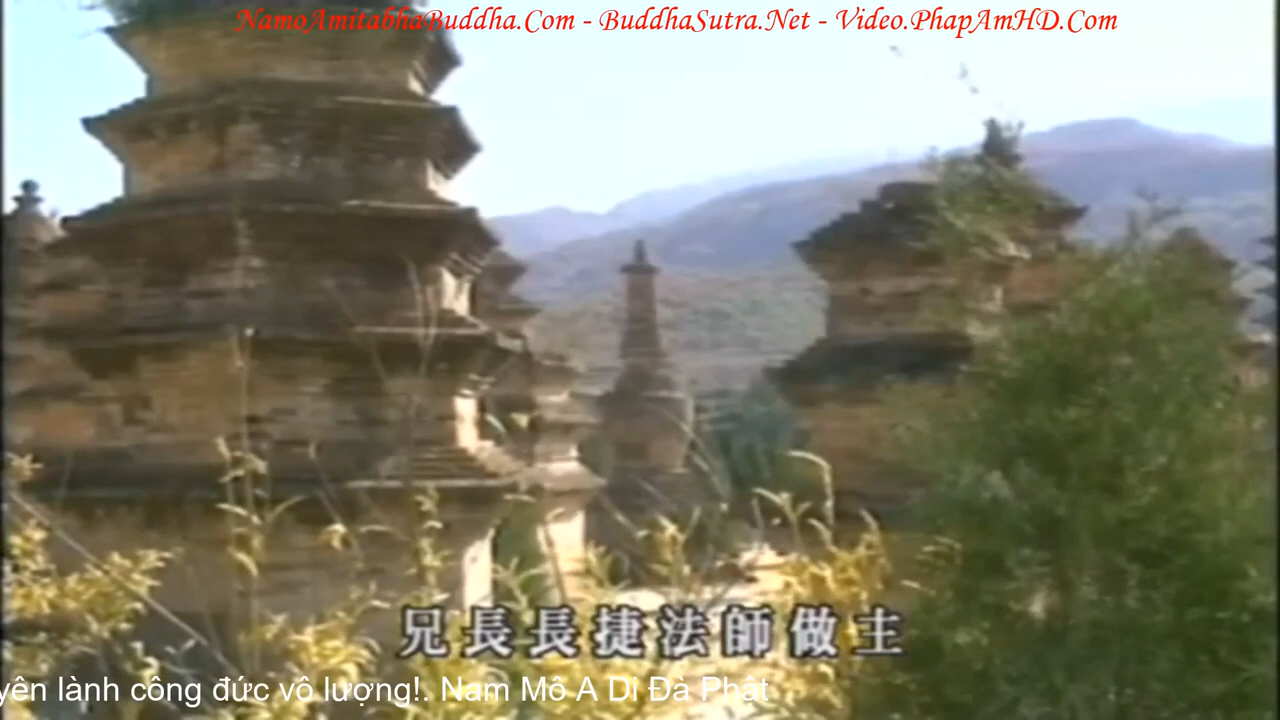 NamoAmitabhaBuddha.Com - BuddhaSutra.Net - Video.PhapAmHD.Com
兄長長捷法師做主
yên lành công đức vô lượng!. Nam Mô A Di Đà Phật